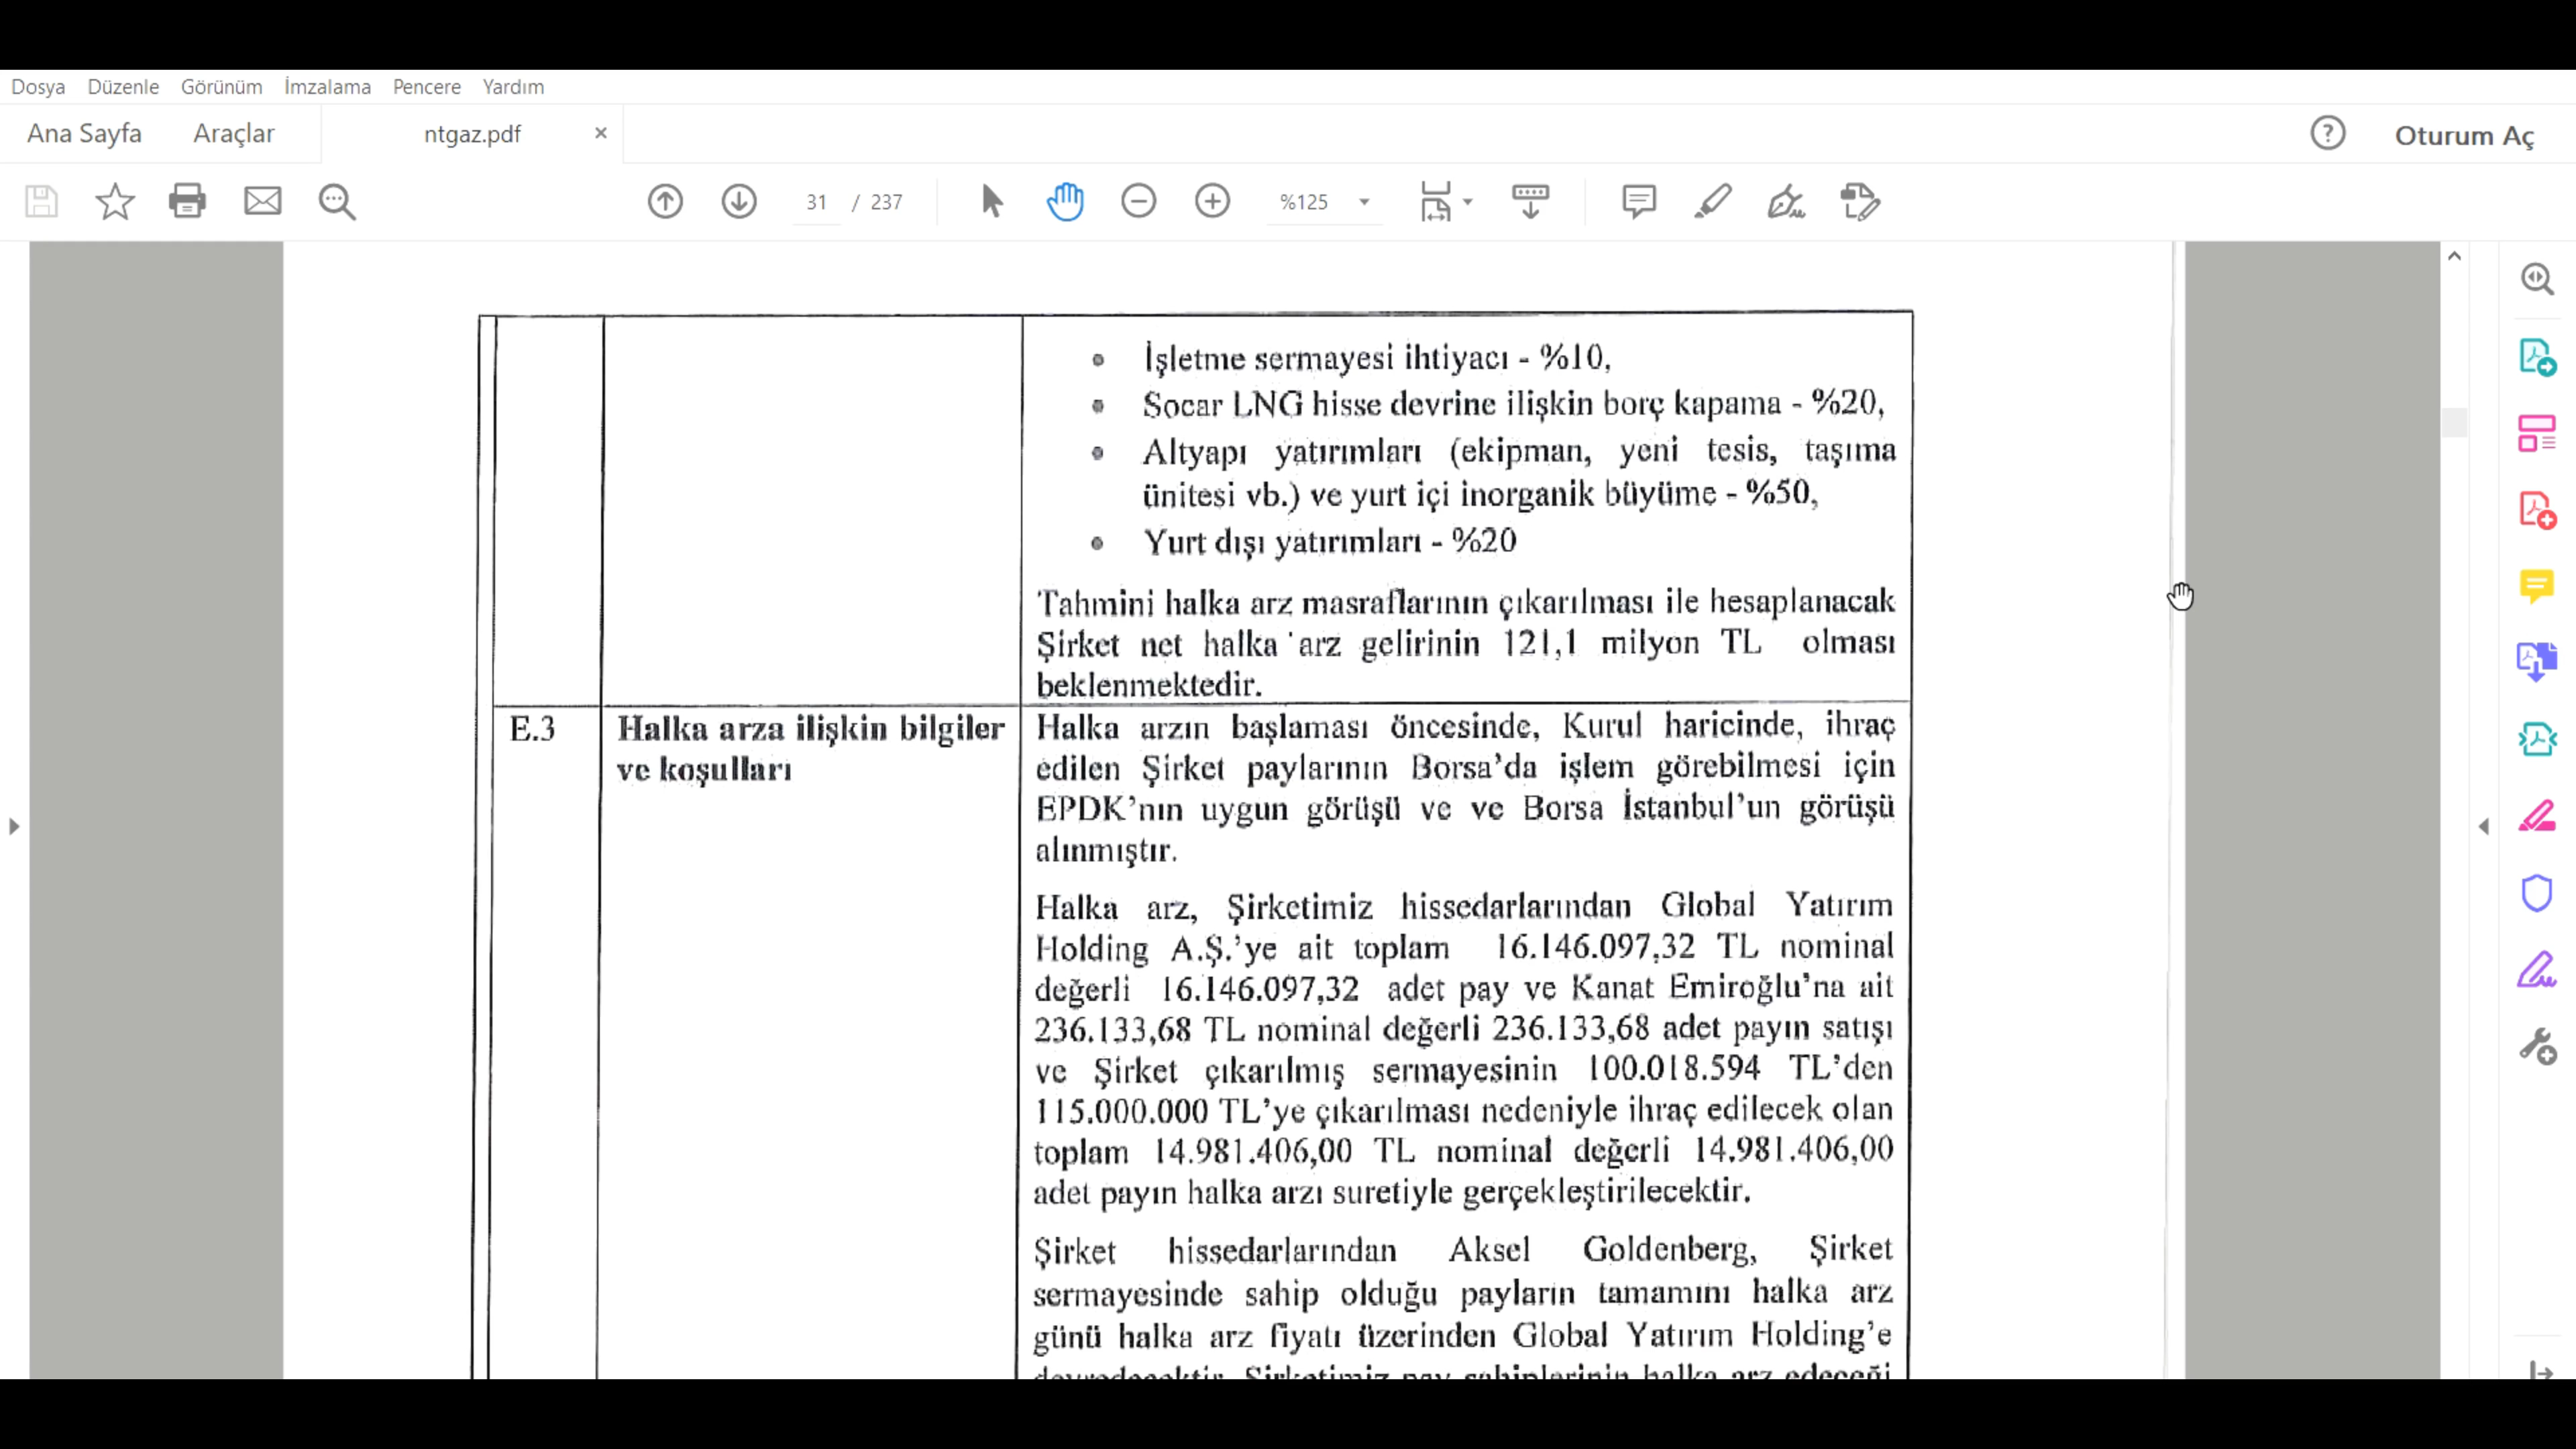 Dosya Düzenle Görünüm İmzalama Pencere Yardım
Ana Sayfa Araçlar ntgaz.pdf × ? Oturum Aç
31 / 237 %125
• İşletme sermayesi ihtiyacı - %10,
• Socar LNG hisse devrine ilişkin borç kapama - %20,
• Altyapı yatırımları (ekipman, yeni tesis, taşıma
ünitesi vb.) ve yurt içi inorganik büyüme - %50,
• Yurt dışı yatırımları - %20
Tahmini halka arz masraflarının çıkarılması ile hesaplanacak
Şirket net halka arz gelirinin 121,1 milyon TL olması
beklenmektedir.
E.3 Halka arza ilişkin bilgiler
ve koşulları
Halka arzın başlaması öncesinde, Kurul haricinde, ihraç
edilen Şirket paylarının Borsa'da işlem görebilmesi için
EPDK'nın uygun görüşü ve ve Borsa İstanbul'un görüşü
alınmıştır.
Halka arz, Şirketimiz hissedarlarından Global Yatırım
Holding A.Ş.'ye ait toplam 16.146.097,32 TL nominal
değerli 16.146.097,32 adet pay ve Kanat Emiroğlu'na ait
236.133,68 TL nominal değerli 236.133,68 adet payın satışı
ve Şirket çıkarılmış sermayesinin 100.018.594 TL'den
115.000.000 TL'ye çıkarılması nedeniyle ihraç edilecek olan
toplam 14.981.406,00 TL nominal değerli 14.981.406,00
adet payın halka arzı suretiyle gerçekleştirilecektir.
Şirket hissedarlarından Aksel Goldenberg, Şirket
sermayesinde sahip olduğu payların tamamını halka arz
günü halka arz fiyatı üzerinden Global Yatırım Holding'e
devredecektir. Şirketimiz pay sahiplerinin halka arz edeceği